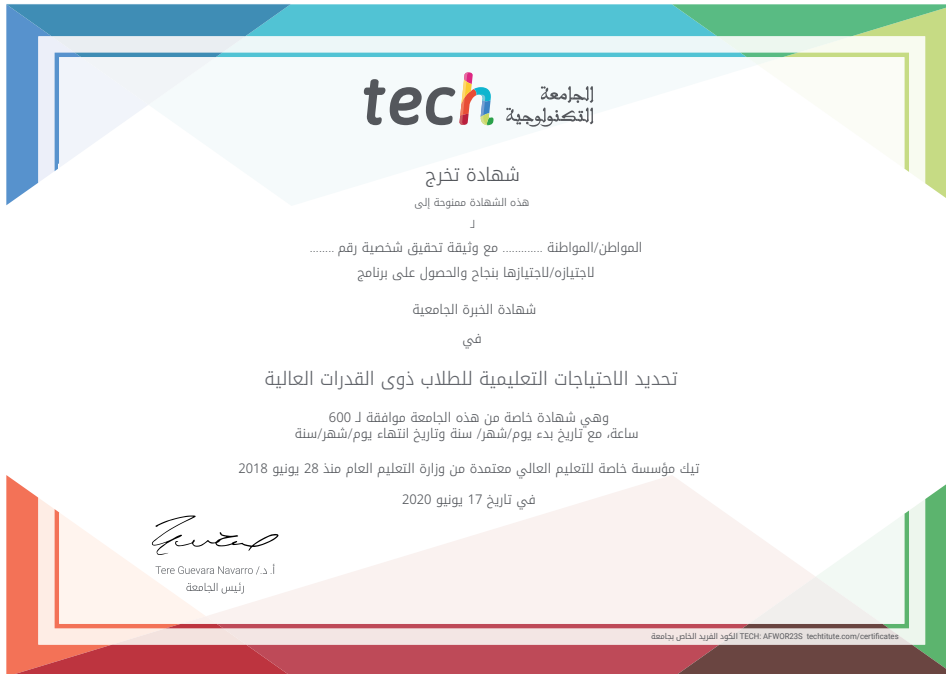 tech الجامعة
التكنولوجية
شهادة تخرج
هذه الشهادة ممنوحة إلى
لـ
المواطن/المواطنة ............. مع وثيقة تحقيق شخصية رقم ........
لاجتيازه/لاجتيازها بنجاح والحصول على برنامج
شهادة الخبرة الجامعية
في
تحديد الاحتياجات التعليمية للطلاب ذوى القدرات العالية
وهي شهادة خاصة من هذه الجامعة موافقة لـ 600
ساعة، مع تاريخ بدء يوم/شهر/ سنة وتاريخ انتهاء يوم/شهر/سنة
تيك مؤسسة خاصة للتعليم العالي معتمدة من وزارة التعليم العام منذ 28 يونيو 2018
في تاريخ 17 يونيو 2020
أ. د./ Tere Guevara Navarro
رئيس الجامعة
الكود الفريد الخاص بجامعة TECH: AFWOR23S techtitute.com/certificates